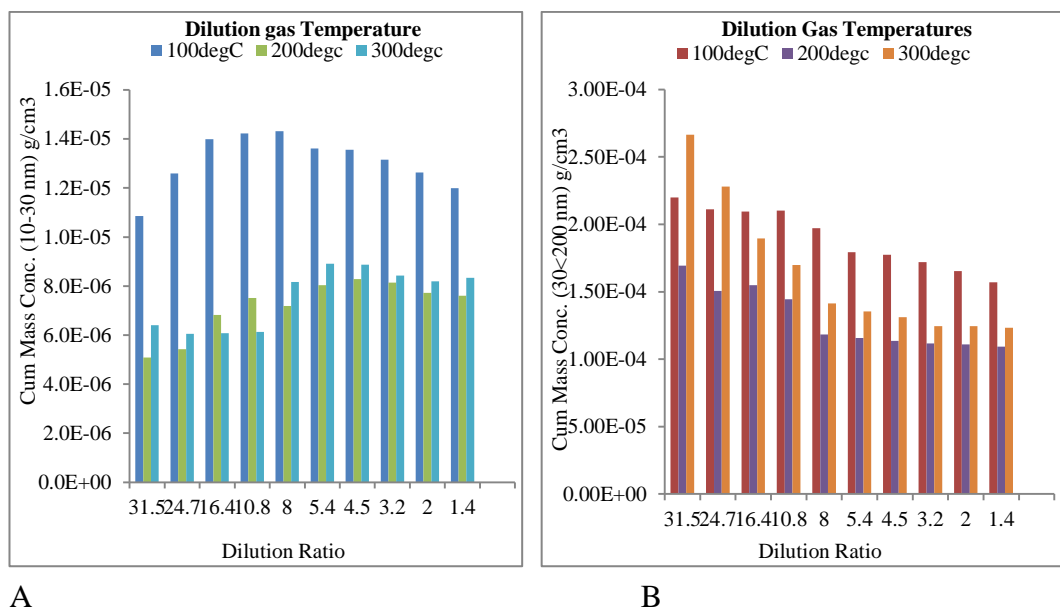 Dilution gas Temperature
100degC 200degc 300degc
Cum Mass Conc. (10-30 nm) g/cm3
1.6E-05
1.4E-05
1.2E-05
1.0E-05
8.0E-06
6.0E-06
4.0E-06
2.0E-06
0.0E+00
31.5 24.7 16.4 10.8 8 5.4 4.5 3.2 2 1.4
Dilution Ratio
A
Dilution Gas Temperatures
100degC 200degc 300degc
Cum Mass Conc. (30<200 nm) g/cm3
3.00E-04
2.50E-04
2.00E-04
1.50E-04
1.00E-04
5.00E-05
0.00E+00
31.5 24.7 16.4 10.8 8 5.4 4.5 3.2 2 1.4
Dilution Ratio
B